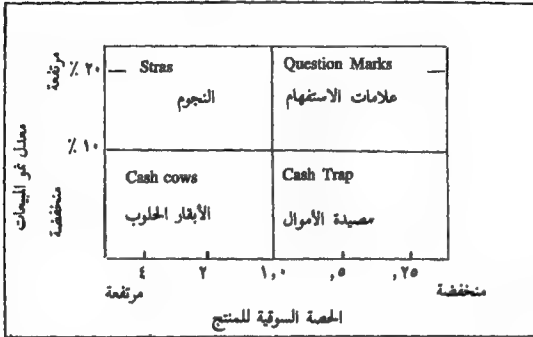 مرتفعة
٪ ٢٠
Stras
النجوم
Question Marks
علامات الاستفهام
معدل نمو المبيعات
٪ ١٠
منخفضة
Cash cows
الأبقار الحلوب
Cash Trap
مصيدة الأموال
٤ ٢ ١,٠ ,٥ ,٢٥
مرتفعة منخفضة
الحصة السوقية للمنتج